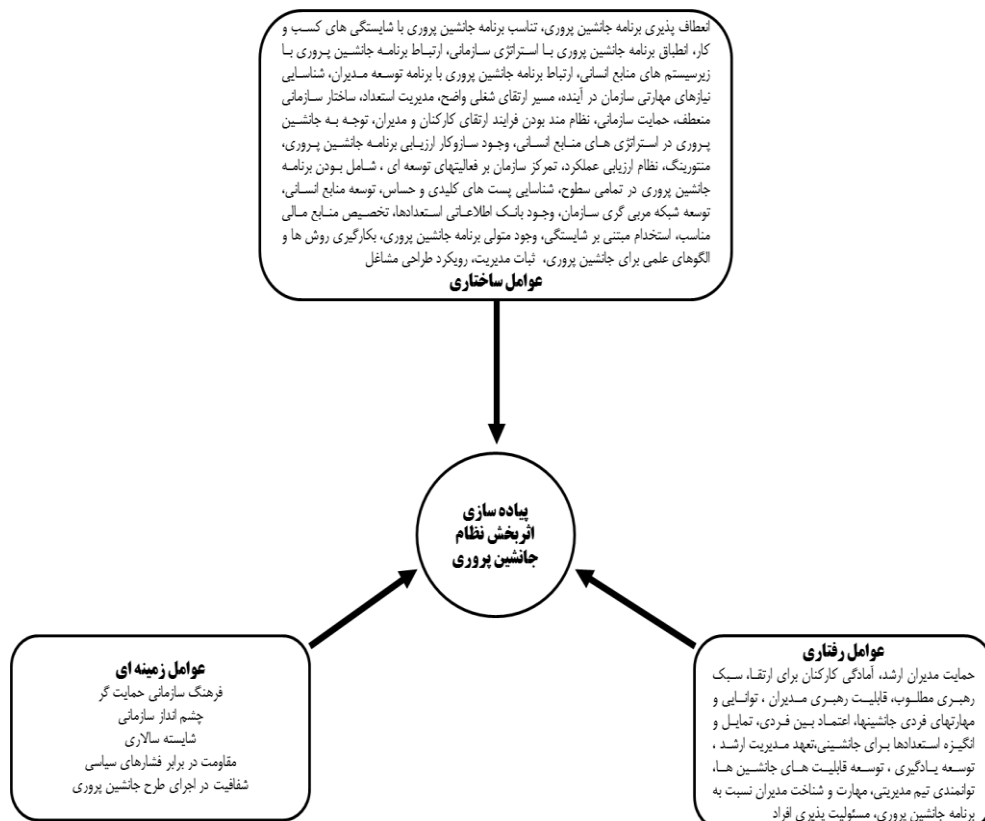 انعطاف پذیری برنامه جانشین پروری، تناسب برنامه جانشین پروری با شایستگی های کسب و
کار، انطباق برنامه جانشین پروری با استراتژی سازمانی، ارتباط برنامه جانشین پروری با
زیرسیستم های منابع انسانی، ارتباط برنامه جانشین پروری با برنامه توسعه مدیران، شناسایی
نیازهای مهارتی سازمان در آینده، مسیر ارتقای شغلی واضح، مدیریت استعداد، ساختار سازمانی
منعطف، حمایت سازمانی، نظام مند بودن فرایند ارتقای کارکنان و مدیران، توجه به جانشین
پروری در استراتژی های منابع انسانی، وجود سازوکار ارزیابی برنامه جانشین پروری،
منتورینگ، نظام ارزیابی عملکرد، تمرکز سازمان بر فعالیتهای توسعه ای ، شامل بودن برنامه
جانشین پروری در تمامی سطوح، شناسایی پست های کلیدی و حساس، توسعه منابع انسانی،
توسعه شبکه مربی گری سازمان، وجود بانک اطلاعاتی استعدادها، تخصیص منابع مالی
مناسب، استخدام مبتنی بر شایستگی، وجود متولی برنامه جانشین پروری، بکارگیری روش ها و
الگوهای علمی برای جانشین پروری، ثبات مدیریت، رویکرد طراحی مشاغل
عوامل ساختاری
پیاده سازی
اثربخش نظام
جانشین پروری
عوامل رفتاری
حمایت مدیران ارشد، آمادگی کارکنان برای ارتقا، سبک
رهبری مطلوب، قابلیت رهبری مدیران ، توانایی و
مهارتهای فردی جانشینها، اعتماد بین فردی، تمایل و
انگیزه استعدادها برای جانشینی،تعهد مدیریت ارشد ،
توسعه یادگیری ، توسعه قابلیت های جانشین ها،
توانمندی تیم مدیریتی، مهارت و شناخت مدیران نسبت به
برنامه جانشین پروری، مسئولیت پذیری افراد
عوامل زمینه ای
فرهنگ سازمانی حمایت گر
چشم انداز سازمانی
شایسته سالاری
مقاومت در برابر فشارهای سیاسی
شفافیت در اجرای طرح جانشین پروری